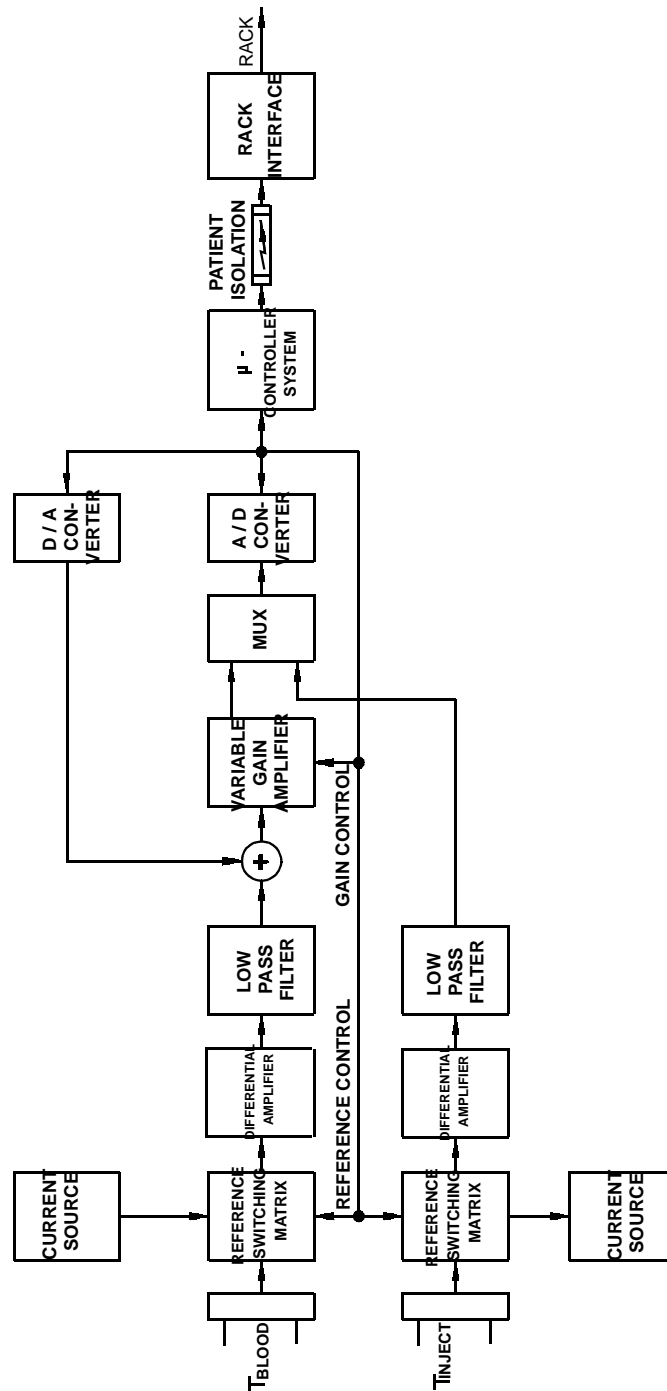 CURRENT
SOURCE
D / A
CON-
VERTER
T BLOOD
REFERENCE
SWITCHING
MATRIX
DIFFERENTIAL
AMPLIFIER
LOW
PASS
FILTER
+
VARIABLE
GAIN
AMPLIFIER
MUX
A / D
CON-
VERTER
µ -
CONTROLLER
SYSTEM
PATIENT
ISOLATION
RACK
INTERFACE
RACK
REFERENCE CONTROL
GAIN CONTROL
T INJECT
REFERENCE
SWITCHING
MATRIX
DIFFERENTIAL
AMPLIFIER
LOW
PASS
FILTER
CURRENT
SOURCE